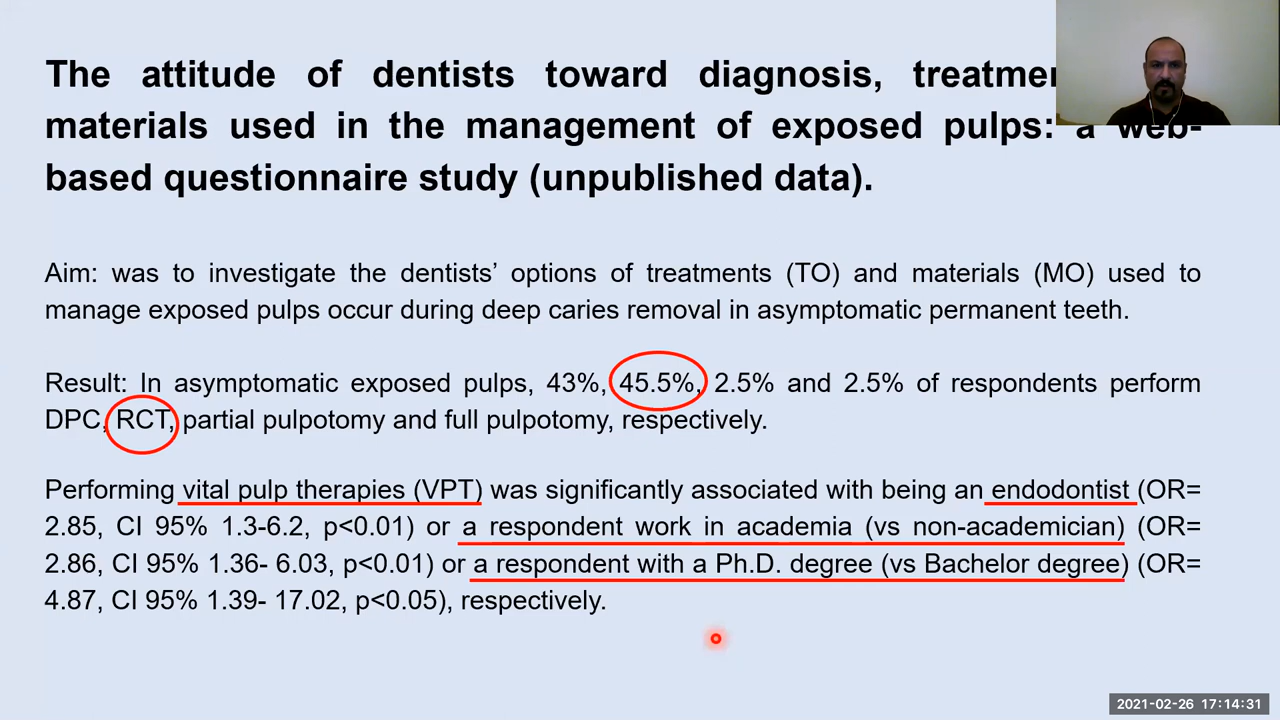 The attitude of dentists toward diagnosis, treatmen
materials used in the management of exposed pulps: a web-
based questionnaire study (unpublished data).
Aim: was to investigate the dentists’ options of treatments (TO) and materials (MO) used to
manage exposed pulps occur during deep caries removal in asymptomatic permanent teeth.
Result: In asymptomatic exposed pulps, 43%, 45.5%, 2.5% and 2.5% of respondents perform
DPC, RCT, partial pulpotomy and full pulpotomy, respectively.
Performing vital pulp therapies (VPT) was significantly associated with being an endodontist (OR=
2.85, CI 95% 1.3-6.2, p<0.01) or a respondent work in academia (vs non-academician) (OR=
2.86, CI 95% 1.36- 6.03, p<0.01) or a respondent with a Ph.D. degree (vs Bachelor degree) (OR=
4.87, CI 95% 1.39- 17.02, p<0.05), respectively.
2021-02-26 17:14:31